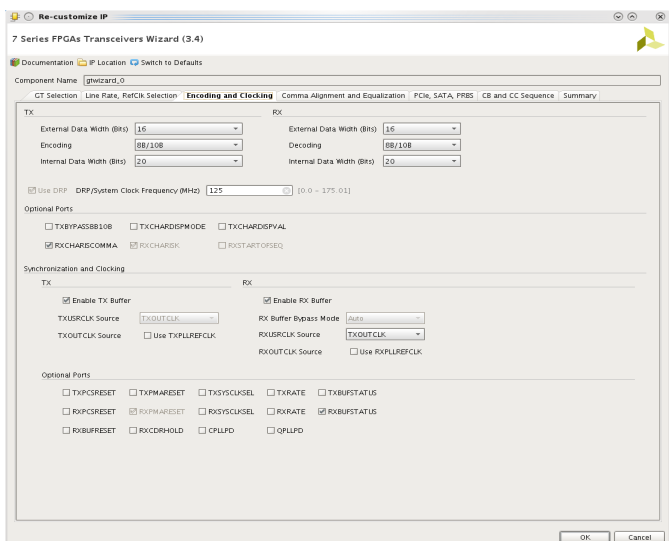 Re-customize IP
7 Series FPGAs Transceivers Wizard (3.4)
Documentation IP Location Switch to Defaults
Component Name gtwizard_0
GT Selection Line Rate, RefClk Selection Encoding and Clocking Comma Alignment and Equalization PCIe, SATA, PRBS CB and CC Sequence Summary
TX RX
External Data Width (Bits) 16 External Data Width (Bits) 16
Encoding 8B/10B Decoding 8B/10B
Internal Data Width (Bits) 20 Internal Data Width (Bits) 20
Use DRP DRP/System Clock Frequency (MHz) 125 [0.0 - 175.01]
Optional Ports
TXBYPASS8B10B TXCHARDISPMODE TXCHARDISPVAL
RXCHARISCOMMA RXCHARISK RXSTARTOFSEQ
Synchronization and Clocking
TX RX
Enable TX Buffer Enable RX Buffer
TXUSRCLK Source TXOUTCLK RX Buffer Bypass Mode Auto
TXOUTCLK Source Use TXPLLREFCLK RXUSRCLK Source TXOUTCLK
RXOUTCLK Source Use RXPLLREFCLK
Optional Ports
TXPCSRESET TXPMARESET TXSYSCLKSEL TXRATE TXBUFSTATUS
RXPCSRESET RXPMARESET RXSYSCLKSEL RXRATE RXBUFSTATUS
RXBUFRESET RXCDRHOLD CPLLPD QPLLPD
OK Cancel